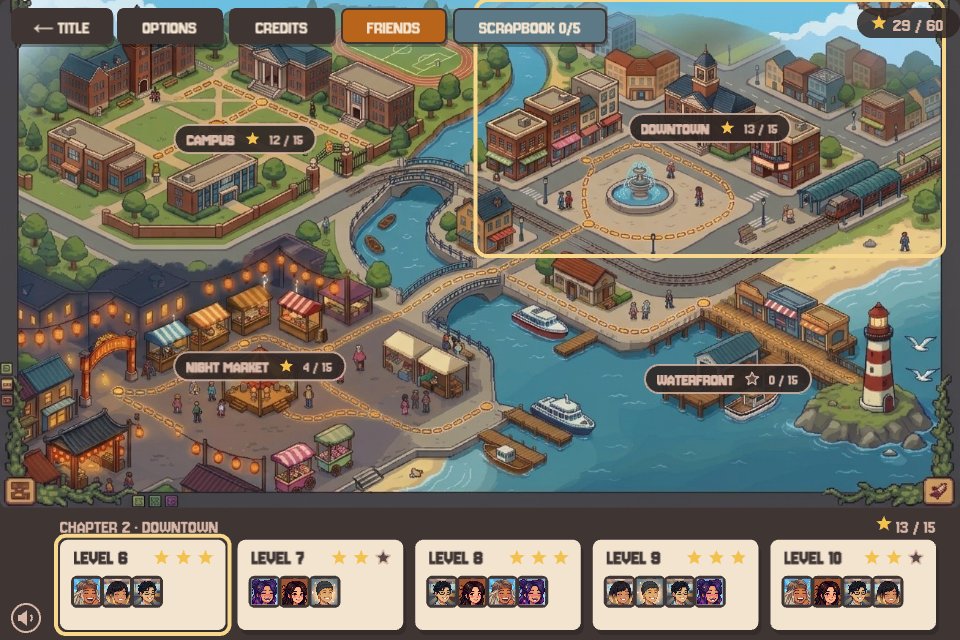 ← TITLE
OPTIONS
CREDITS
FRIENDS
SCRAPBOOK 0/5
29 / 60
CAMPUS 12 / 15
DOWNTOWN 13 / 15
NIGHT MARKET 4 / 15
WATERFRONT 0 / 15
CHAPTER 2 · DOWNTOWN
13 / 15
LEVEL 6
LEVEL 7
LEVEL 8
LEVEL 9
LEVEL 10